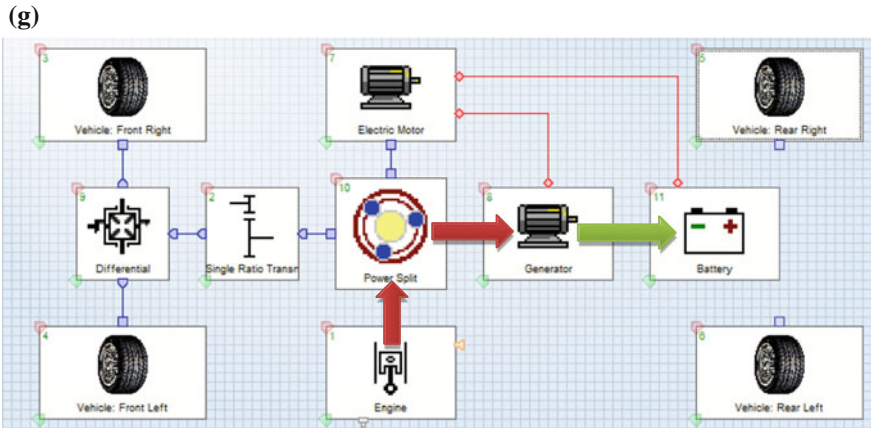 (g)
3
Vehicle: Front Right
7
Electric Motor
5
Vehicle: Rear Right
9
Differential
2
Single Ratio Transm
10
Power Split
8
Generator
11
Battery
4
Vehicle: Front Left
1
Engine
6
Vehicle: Rear Left